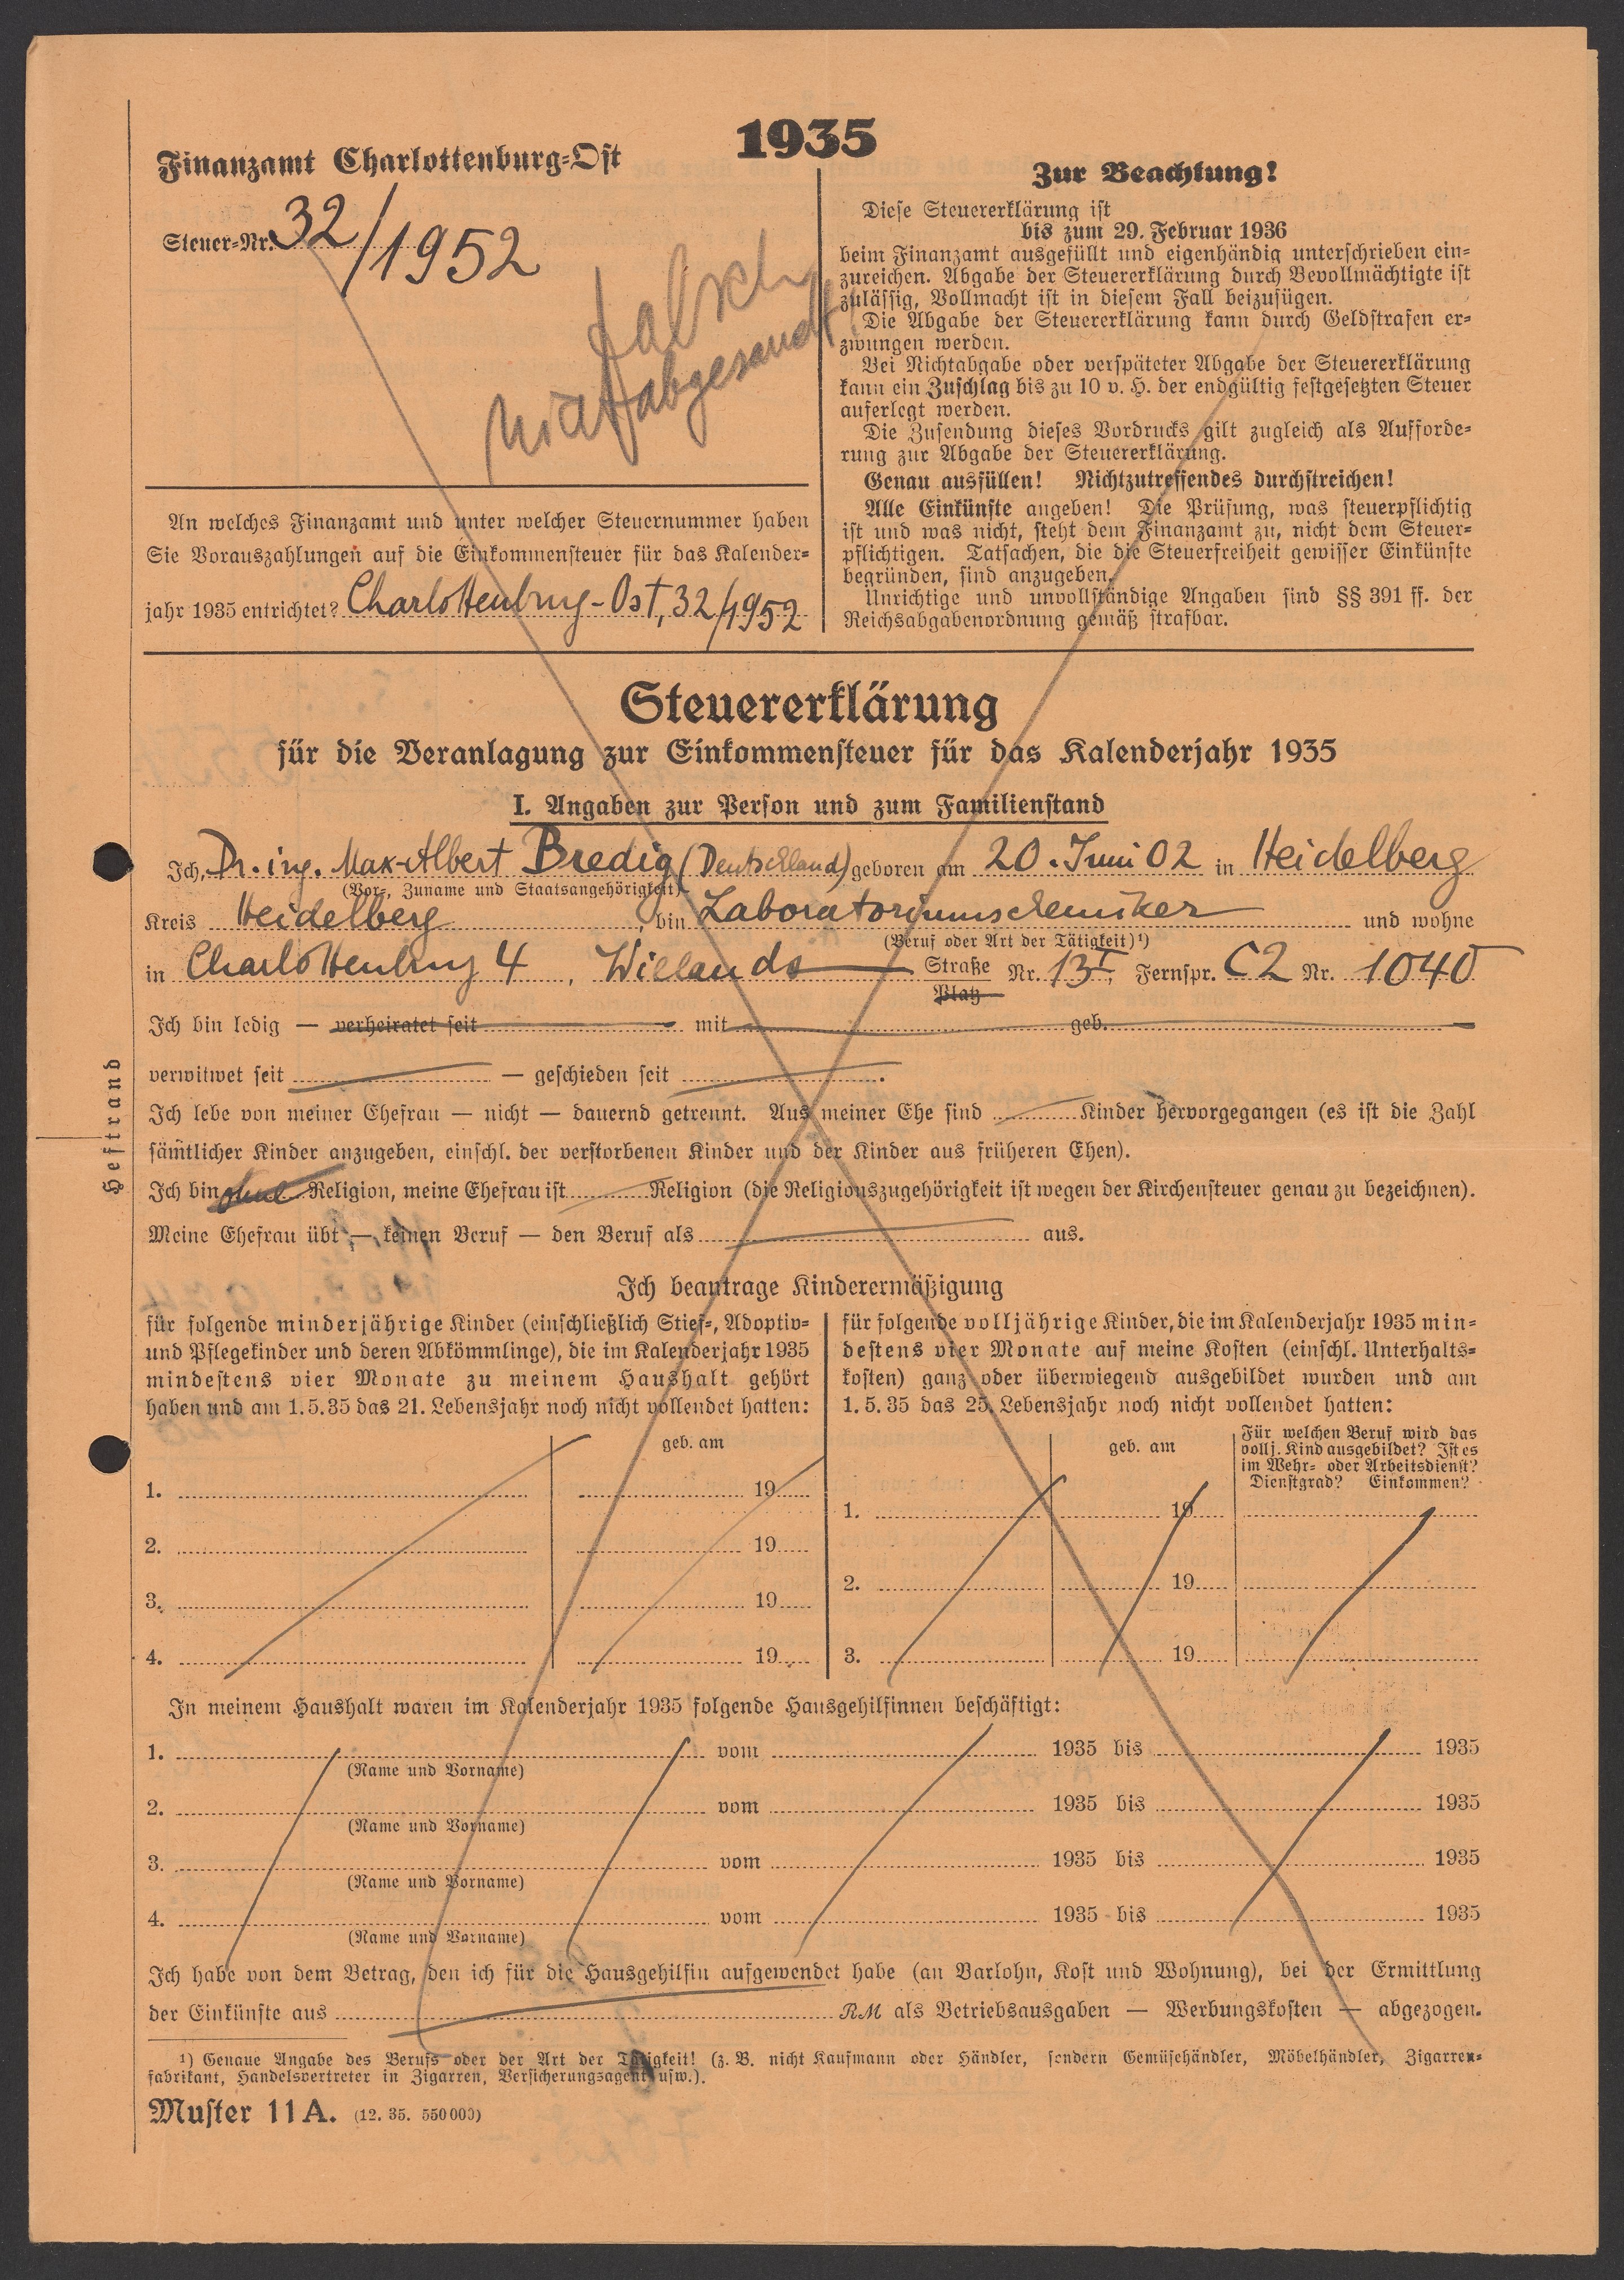 1935
Finanzamt Charlottenburg-Ost
Steuer-Nr. 32/1952
falsch
nicht abgesandt!
An welches Finanzamt und unter welcher Steuernummer haben
Sie Vorauszahlungen auf die Einkommensteuer für das Kalender-
jahr 1935 entrichtet? Charlottenburg-Ost, 32/1952
Zur Beachtung!
Diese Steuererklärung ist
bis zum 29. Februar 1936
beim Finanzamt ausgefüllt und eigenhändig unterschrieben ein-
zureichen. Abgabe der Steuererklärung durch Bevollmächtigte ist
zulässig, Vollmacht ist in diesem Fall beizufügen.
Die Abgabe der Steuererklärung kann durch Geldstrafen er-
zwungen werden.
Bei Nichtabgabe oder verspäteter Abgabe der Steuererklärung
kann ein Zuschlag bis zu 10 v. H. der endgültig festgesetzten Steuer
auferlegt werden.
Die Zusendung dieses Vordrucks gilt zugleich als Aufforde-
rung zur Abgabe der Steuererklärung.
Genau ausfüllen! Nichtzutreffendes durchstreichen!
Alle Einkünfte angeben! Die Prüfung, was steuerpflichtig
ist und was nicht, steht dem Finanzamt zu, nicht dem Steuer-
pflichtigen. Tatsachen, die die Steuerfreiheit gewisser Einkünfte
begründen, sind anzugeben.
Unrichtige und unvollständige Angaben sind §§ 391 ff. der
Reichsabgabenordnung gemäß strafbar.
Steuererklärung
für die Veranlagung zur Einkommensteuer für das Kalenderjahr 1935
I. Angaben zur Person und zum Familienstand
Ich, Dr. ing. Max-Albert Bredig (Deutschland) geboren am 20. Juni 02 in Heidelberg
(Vor-, Zuname und Staatsangehörigkeit)
Kreis Heidelberg, bin Laboratoriumschemiker und wohne
(Beruf oder Art der Tätigkeit)¹)
in Charlottenburg 4, Wielands Straße Nr. 13 I, Fernspr. C2 Nr. 1040
Platz
Ich bin ledig — verheiratet seit mit geb.
verwitwet seit — geschieden seit .
Ich lebe von meiner Ehefrau — nicht — dauernd getrennt. Aus meiner Ehe sind Kinder hervorgegangen (es ist die Zahl
sämtlicher Kinder anzugeben, einschl. der verstorbenen Kinder und der Kinder aus früheren Ehen).
Ich bin ohne Religion, meine Ehefrau ist Religion (die Religionszugehörigkeit ist wegen der Kirchensteuer genau zu bezeichnen).
Meine Ehefrau übt — keinen Beruf — den Beruf als aus.
Ich beantrage Kinderermäßigung
für folgende minderjährige Kinder (einschließlich Stief-, Adoptiv-
und Pflegekinder und deren Abkömmlinge), die im Kalenderjahr 1935
mindestens vier Monate zu meinem Haushalt gehört
haben und am 1. 5. 35 das 21. Lebensjahr noch nicht vollendet hatten:
geb. am
1. 19
2. 19
3. 19
4. 19
für folgende volljährige Kinder, die im Kalenderjahr 1935 min-
destens vier Monate auf meine Kosten (einschl. Unterhalts-
kosten) ganz oder überwiegend ausgebildet wurden und am
1. 5. 35 das 25. Lebensjahr noch nicht vollendet hatten:
geb. am
Für welchen Beruf wird das
vollj. Kind ausgebildet? Ist es
im Wehr- oder Arbeitsdienst?
Dienstgrad? Einkommen?
1. 19
2. 19
3. 19
In meinem Haushalt waren im Kalenderjahr 1935 folgende Hausgehilfinnen beschäftigt:
1. vom 1935 bis 1935
(Name und Vorname)
2. vom 1935 bis 1935
(Name und Vorname)
3. vom 1935 bis 1935
(Name und Vorname)
4. vom 1935 bis 1935
(Name und Vorname)
Ich habe von dem Betrag, den ich für die Hausgehilfin aufgewendet habe (an Barlohn, Kost und Wohnung), bei der Ermittlung
der Einkünfte aus RM als Betriebsausgaben — Werbungskosten — abgezogen.
¹) Genaue Angabe des Berufs oder der Art der Tätigkeit! (z. B. nicht Kaufmann oder Händler, sondern Gemüsehändler, Möbelhändler, Zigarren-
fabrikant, Handelsvertreter in Zigarren, Versicherungsagent usw.).
Muster 11 A. (12. 35. 550 000)
Heftrand